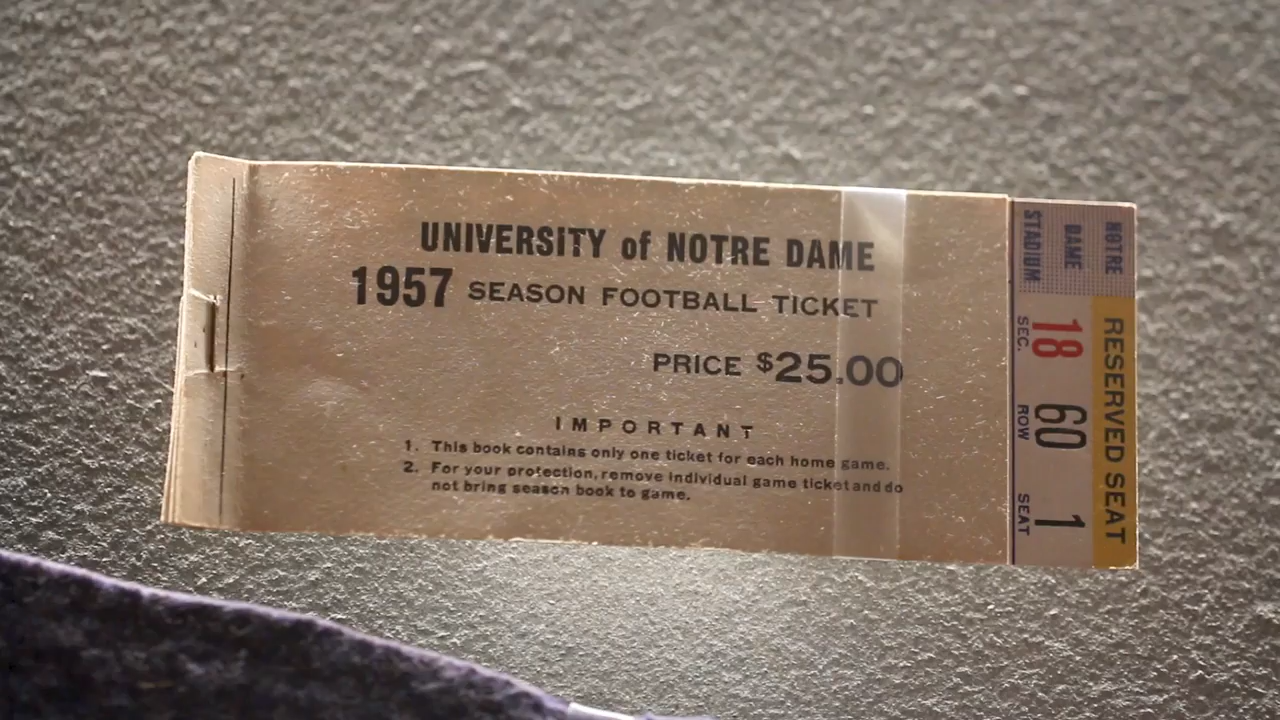 UNIVERSITY of NOTRE DAME
1957 SEASON FOOTBALL TICKET
PRICE $25.00
IMPORTANT
1. This book contains only one ticket for each home game.
2. For your protection, remove individual game ticket and do
not bring season book to game.
NOTRE
DAME
STADIUM
RESERVED SEAT
18 60 1
SEC. ROW SEAT